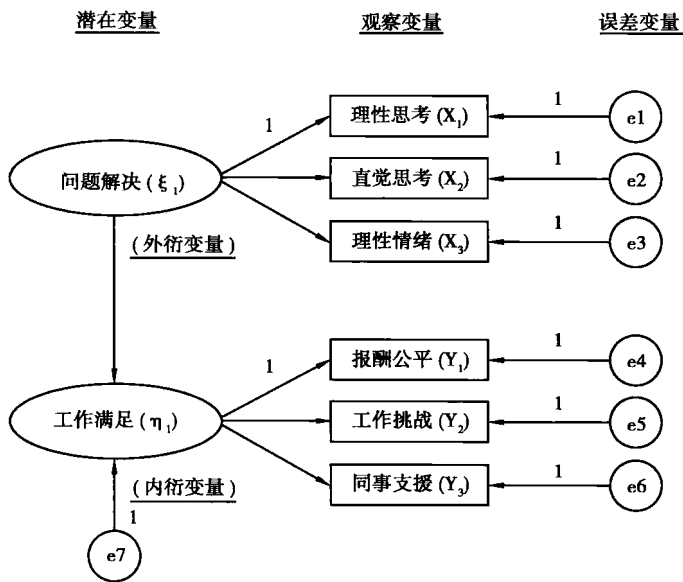 潜在变量 观察变量 误差变量
1 理性思考 (X₁) 1 e1
问题解决 (ξ₁) 直觉思考 (X₂) 1 e2
理性情绪 (X₃) 1 e3
(外衍变量)
1 报酬公平 (Y₁) 1 e4
工作满足 (η₁) 工作挑战 (Y₂) 1 e5
同事支援 (Y₃) 1 e6
(内衍变量)
1
e7